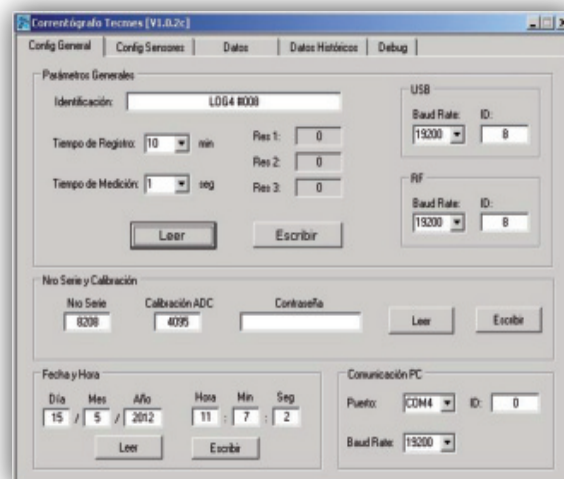 Correntógrafo Tecmes [V1.0.2c]
Config General Config Sensores Datos Datos Históricos Debug
Parámetros Generales
Identificación: LOG4 #008
Tiempo de Registro: 10 min
Tiempo de Medición: 1 seg
Res 1: 0
Res 2: 0
Res 3: 0
Leer Escribir
USB
Baud Rate: ID:
19200 8
RF
Baud Rate: ID:
19200 8
Nro Serie y Calibración
Nro Serie Calibración ADC Contraseña
8208 4095 Leer Escribir
Fecha y Hora
Día Mes Año Hora Min Seg
15 / 5 / 2012 11 : 7 : 2
Leer Escribir
Comunicación PC
Puerto: COM4 ID: 0
Baud Rate: 19200